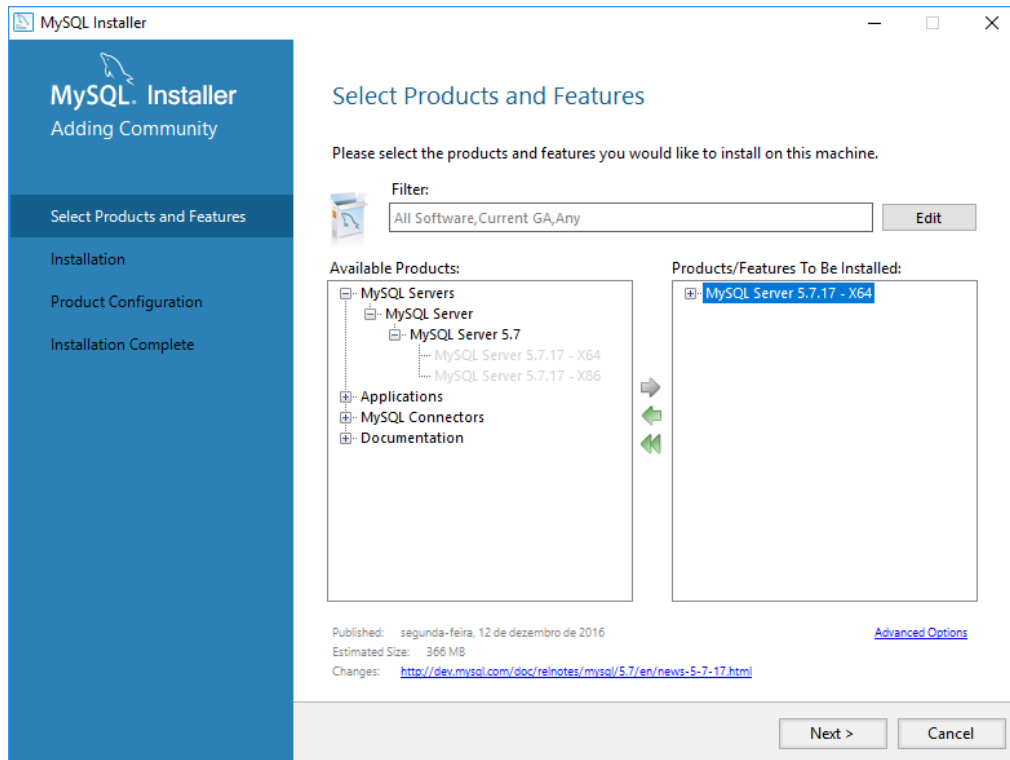 MySQL Installer
MySQL. Installer
Adding Community
Select Products and Features
Installation
Product Configuration
Installation Complete
Select Products and Features
Please select the products and features you would like to install on this machine.
Filter:
All Software,Current GA,Any
Edit
Available Products:
MySQL Servers
MySQL Server
MySQL Server 5.7
MySQL Server 5.7.17 - X64
MySQL Server 5.7.17 - X86
Applications
MySQL Connectors
Documentation
Products/Features To Be Installed:
MySQL Server 5.7.17 - X64
Published: segunda-feira, 12 de dezembro de 2016
Advanced Options
Estimated Size: 366 MB
Changes: http://dev.mysql.com/doc/relnotes/mysql/5.7/en/news-5-7-17.html
Next >
Cancel